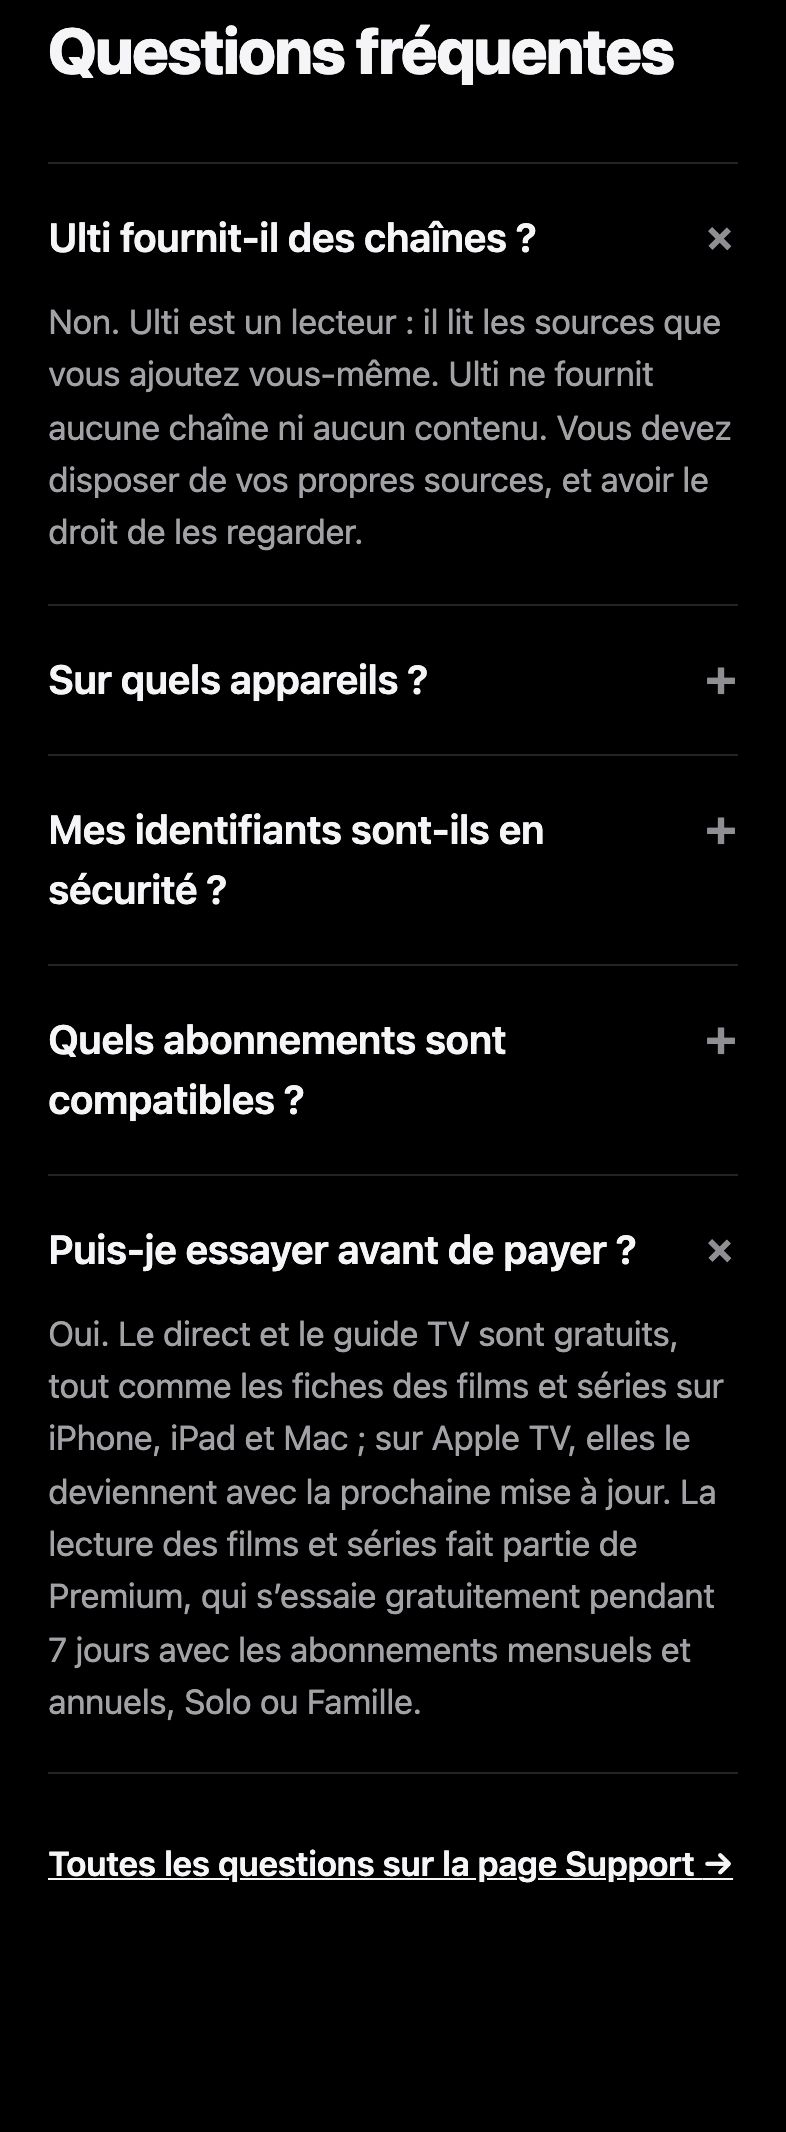 Questions fréquentes
Ulti fournit-il des chaînes ?
Non. Ulti est un lecteur : il lit les sources que
vous ajoutez vous-même. Ulti ne fournit
aucune chaîne ni aucun contenu. Vous devez
disposer de vos propres sources, et avoir le
droit de les regarder.
Sur quels appareils ?
Mes identifiants sont-ils en
sécurité ?
Quels abonnements sont
compatibles ?
Puis-je essayer avant de payer ?
Oui. Le direct et le guide TV sont gratuits,
tout comme les fiches des films et séries sur
iPhone, iPad et Mac ; sur Apple TV, elles le
deviennent avec la prochaine mise à jour. La
lecture des films et séries fait partie de
Premium, qui s’essaie gratuitement pendant
7 jours avec les abonnements mensuels et
annuels, Solo ou Famille.
Toutes les questions sur la page Support →